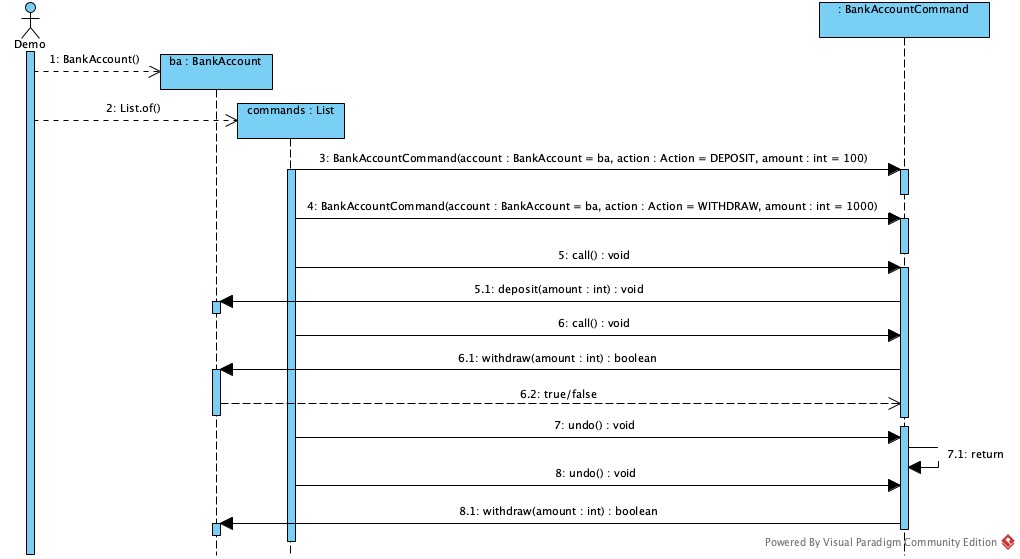 : BankAccountCommand
Demo
1: BankAccount()
ba : BankAccount
2: List.of()
commands : List
3: BankAccountCommand(account : BankAccount = ba, action : Action = DEPOSIT, amount : int = 100)
4: BankAccountCommand(account : BankAccount = ba, action : Action = WITHDRAW, amount : int = 1000)
5: call() : void
5.1: deposit(amount : int) : void
6: call() : void
6.1: withdraw(amount : int) : boolean
6.2: true/false
7: undo() : void
7.1: return
8: undo() : void
8.1: withdraw(amount : int) : boolean
Powered By Visual Paradigm Community Edition